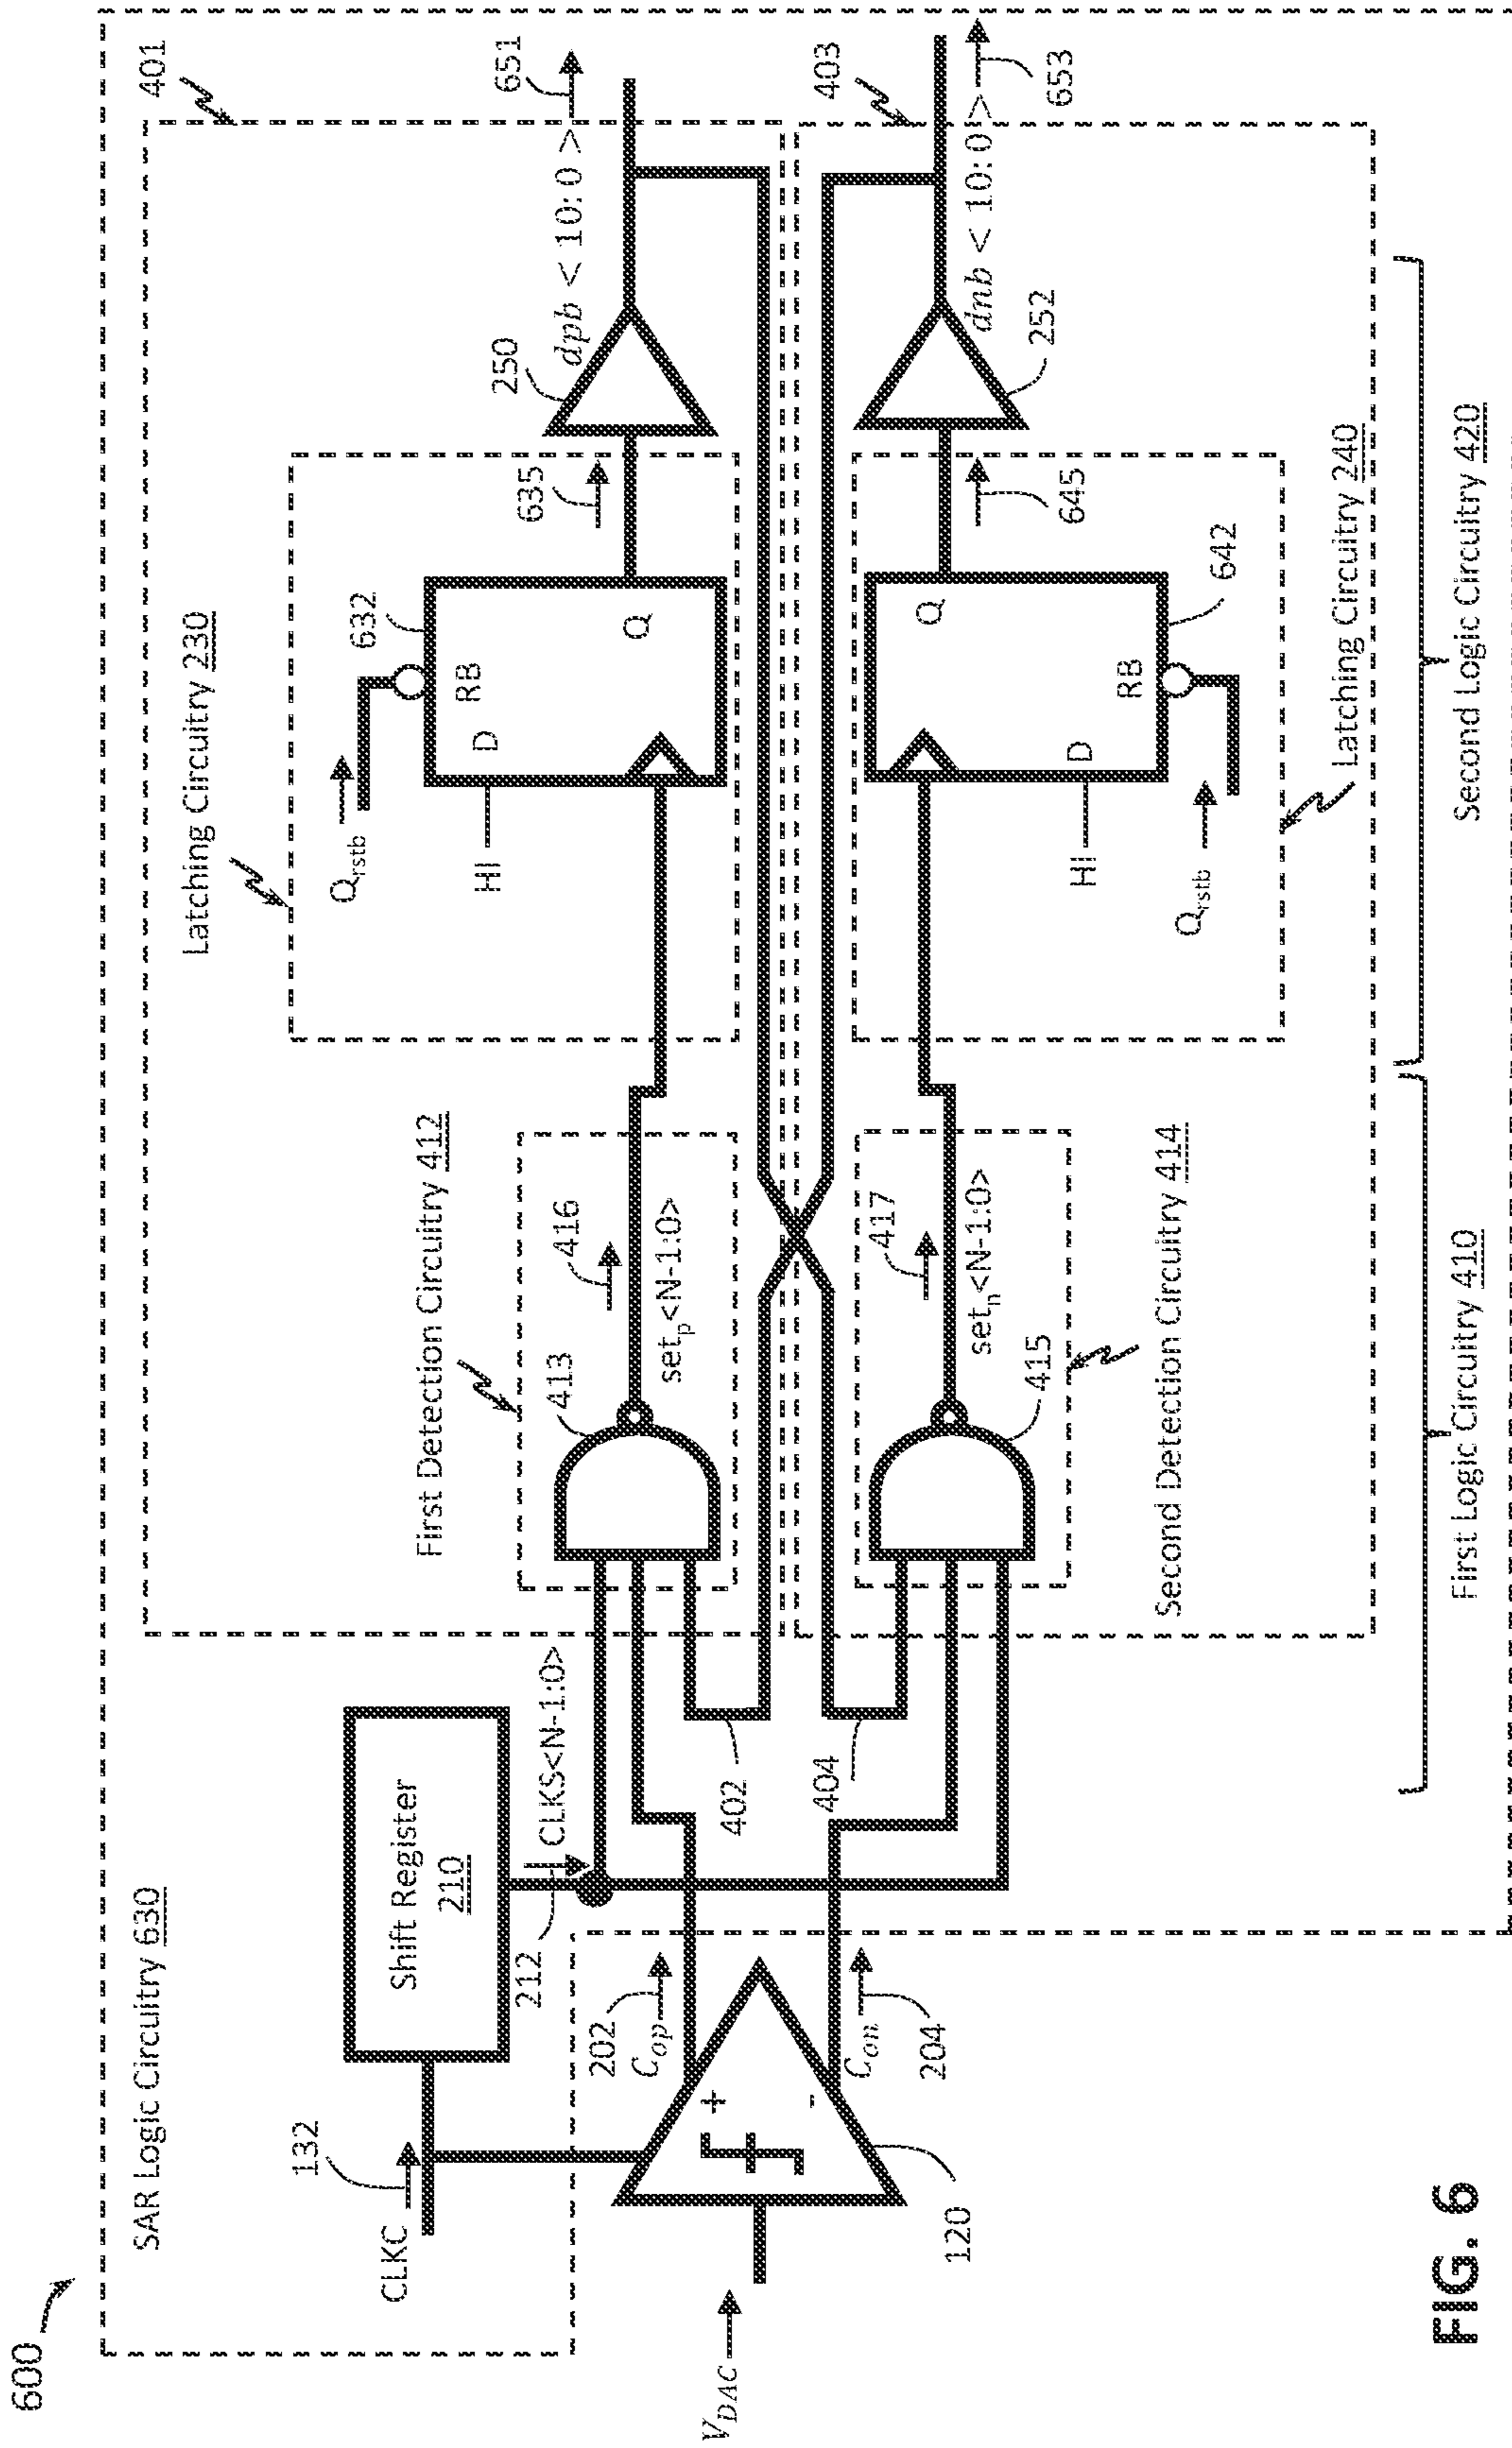 600
SAR Logic Circuitry 630
CLKC
132
Shift Register
210
212
CLKS<N-1:0>
V_DAC
120
202
C_op
C_on
204
+
-
402
404
First Detection Circuitry 412
413
416
set_p<N-1:0>
415
417
set_n<N-1:0>
Second Detection Circuitry 414
Latching Circuitry 230
Q_rstb
632
HI
D
RB
Q
635
Q
RB
D
HI
Q_rstb
642
645
Latching Circuitry 240
250
dpb < 10: 0 >
651
401
252
dnb < 10: 0 >
653
403
First Logic Circuitry 410
Second Logic Circuitry 420
FIG. 6